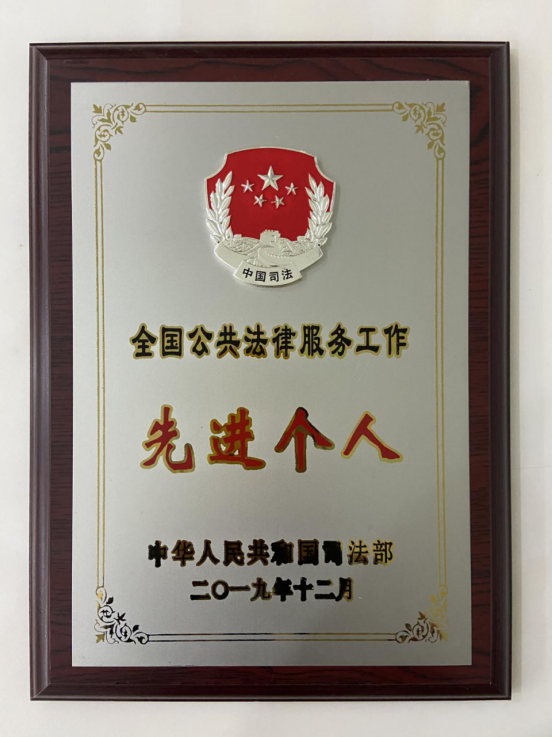 中国司法
全国公共法律服务工作
先进个人
中华人民共和国司法部
二〇一九年十二月